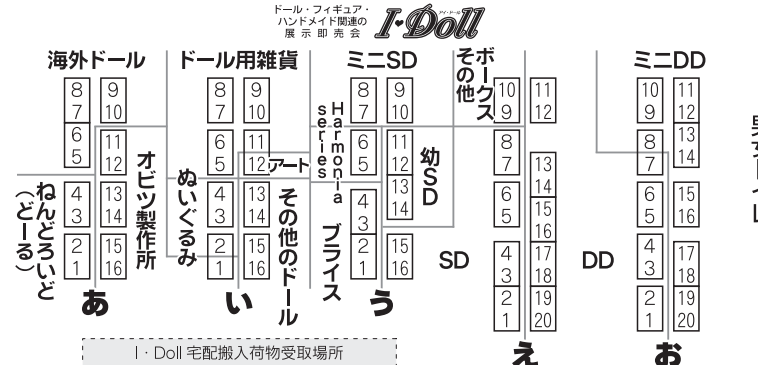 ドール・フィギュア・
ハンドメイド関連の
展示即売会
アイ・ドール
I・Doll
海外ドール
ドール用雑貨
ミニSD
ボークス
その他
ミニDD
8 9
7 10
6 11
5 12
4 13
3 14
2 15
1 16
オビツ製作所
ねんどろいど
(どーる)
あ
8 9
7 10
6 11
5 12
アート
4 13
3 14
2 15
1 16
ぬいぐるみ
その他のドール
い
Harmonia
series
8 9
7 10
6 11
5 12
4 13
3 14
2 15
1 16
幼SD
ブライス
う
SD
10 11
9 12
8
7
13
14
6 15
5 16
4 17
3 18
2 19
1 20
え
DD
10 11
9 12
8 13
7 14
6 15
5 16
4 17
3 18
2 19
1 20
お
I・Doll 宅配搬入荷物受取場所